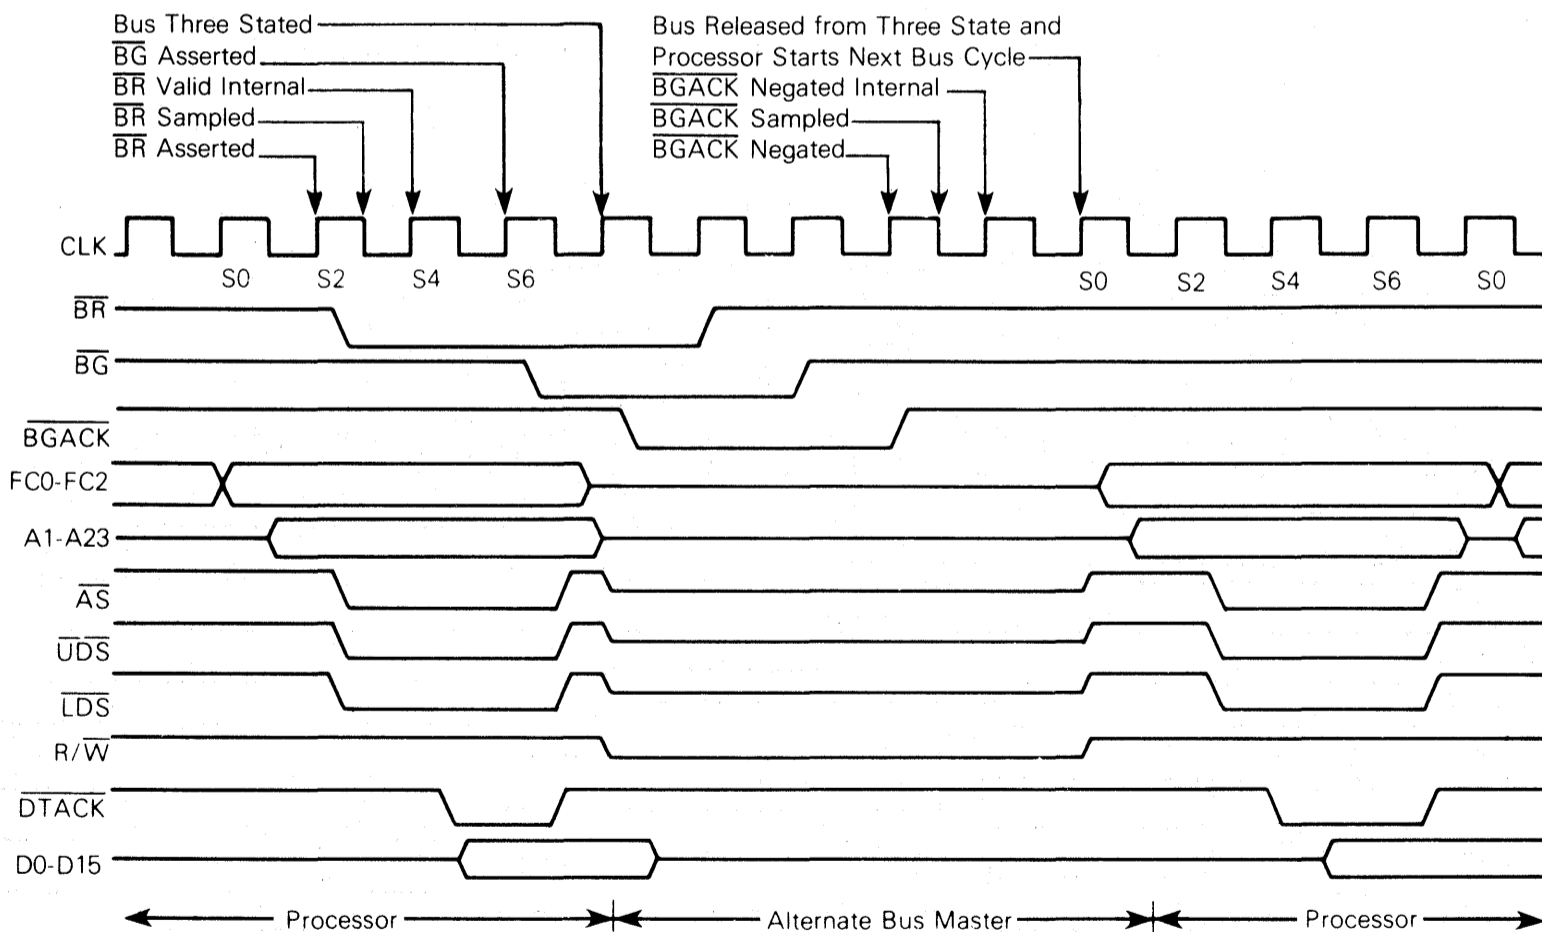 Bus Three Stated
BG Asserted
BR Valid Internal
BR Sampled
BR Asserted
Bus Released from Three State and
Processor Starts Next Bus Cycle
BGACK Negated Internal
BGACK Sampled
BGACK Negated
CLK
S0 S2 S4 S6 S0 S2 S4 S6 S0
BR
BG
BGACK
FC0-FC2
A1-A23
AS
UDS
LDS
R/W
DTACK
D0-D15
Processor Alternate Bus Master Processor